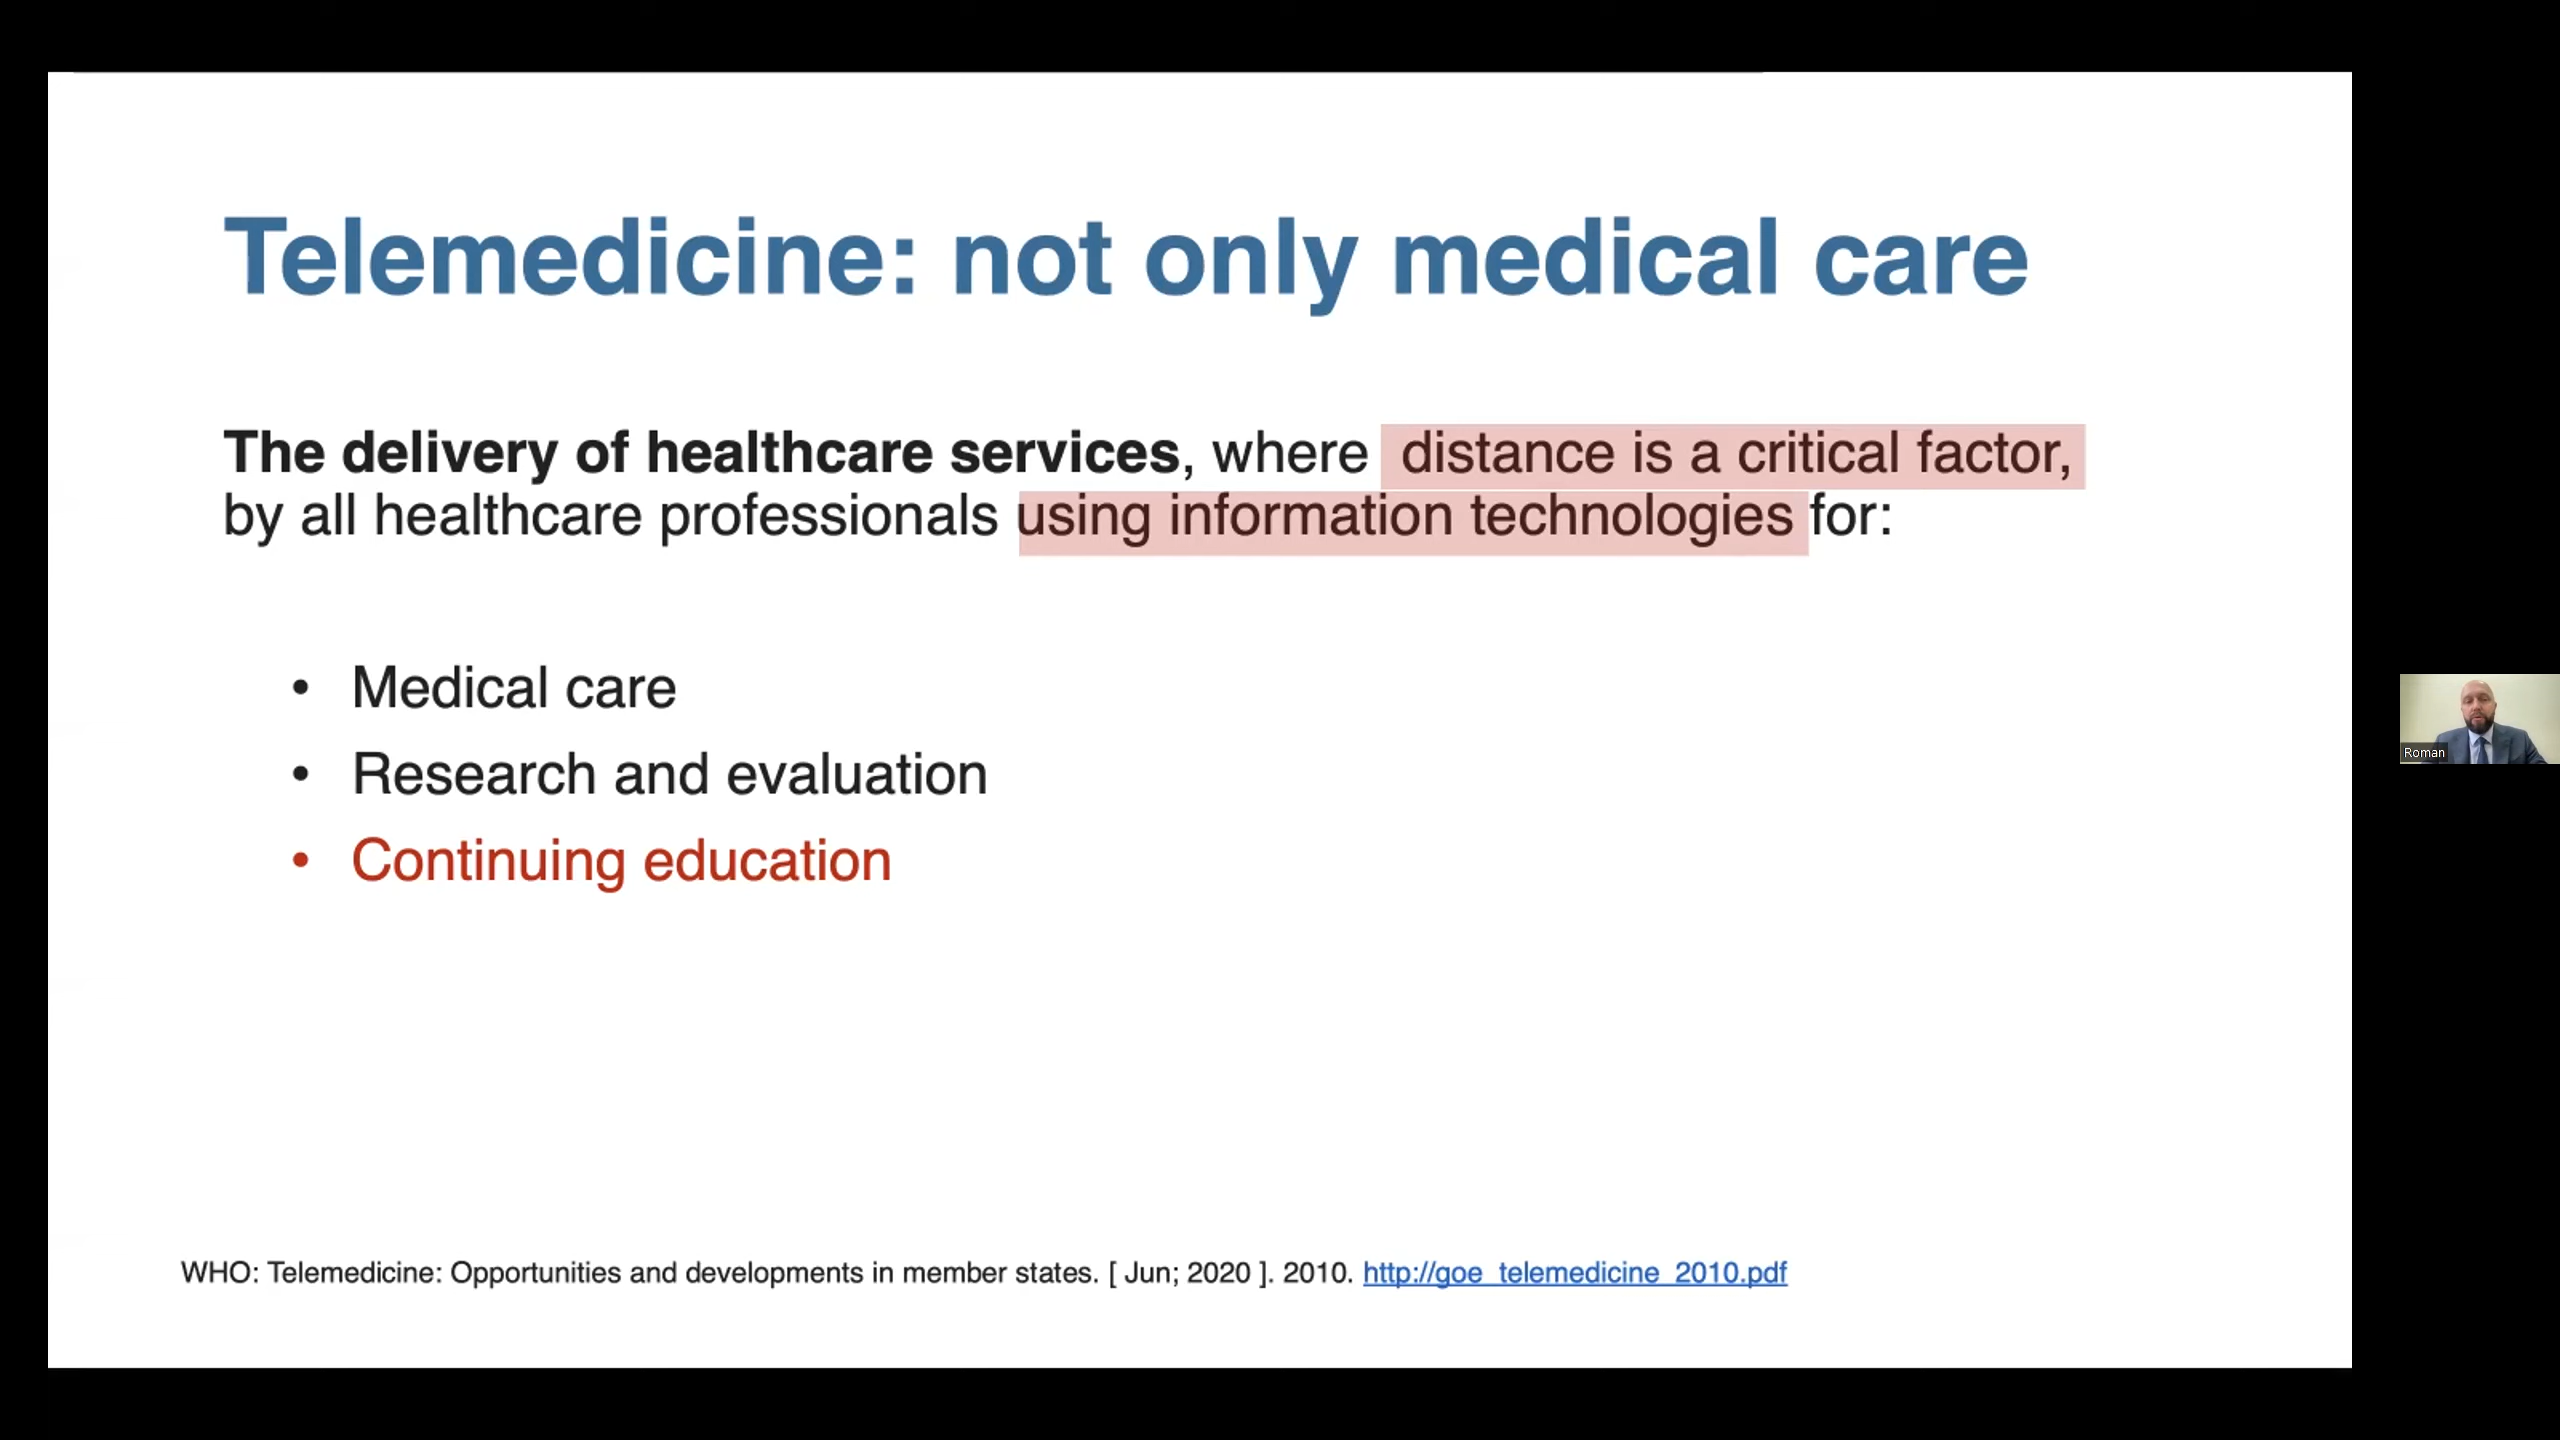 Telemedicine: not only medical care
The delivery of healthcare services, where distance is a critical factor,
by all healthcare professionals using information technologies for:
• Medical care
• Research and evaluation
• Continuing education
Roman
WHO: Telemedicine: Opportunities and developments in member states. [ Jun; 2020 ]. 2010. http://goe_telemedicine_2010.pdf